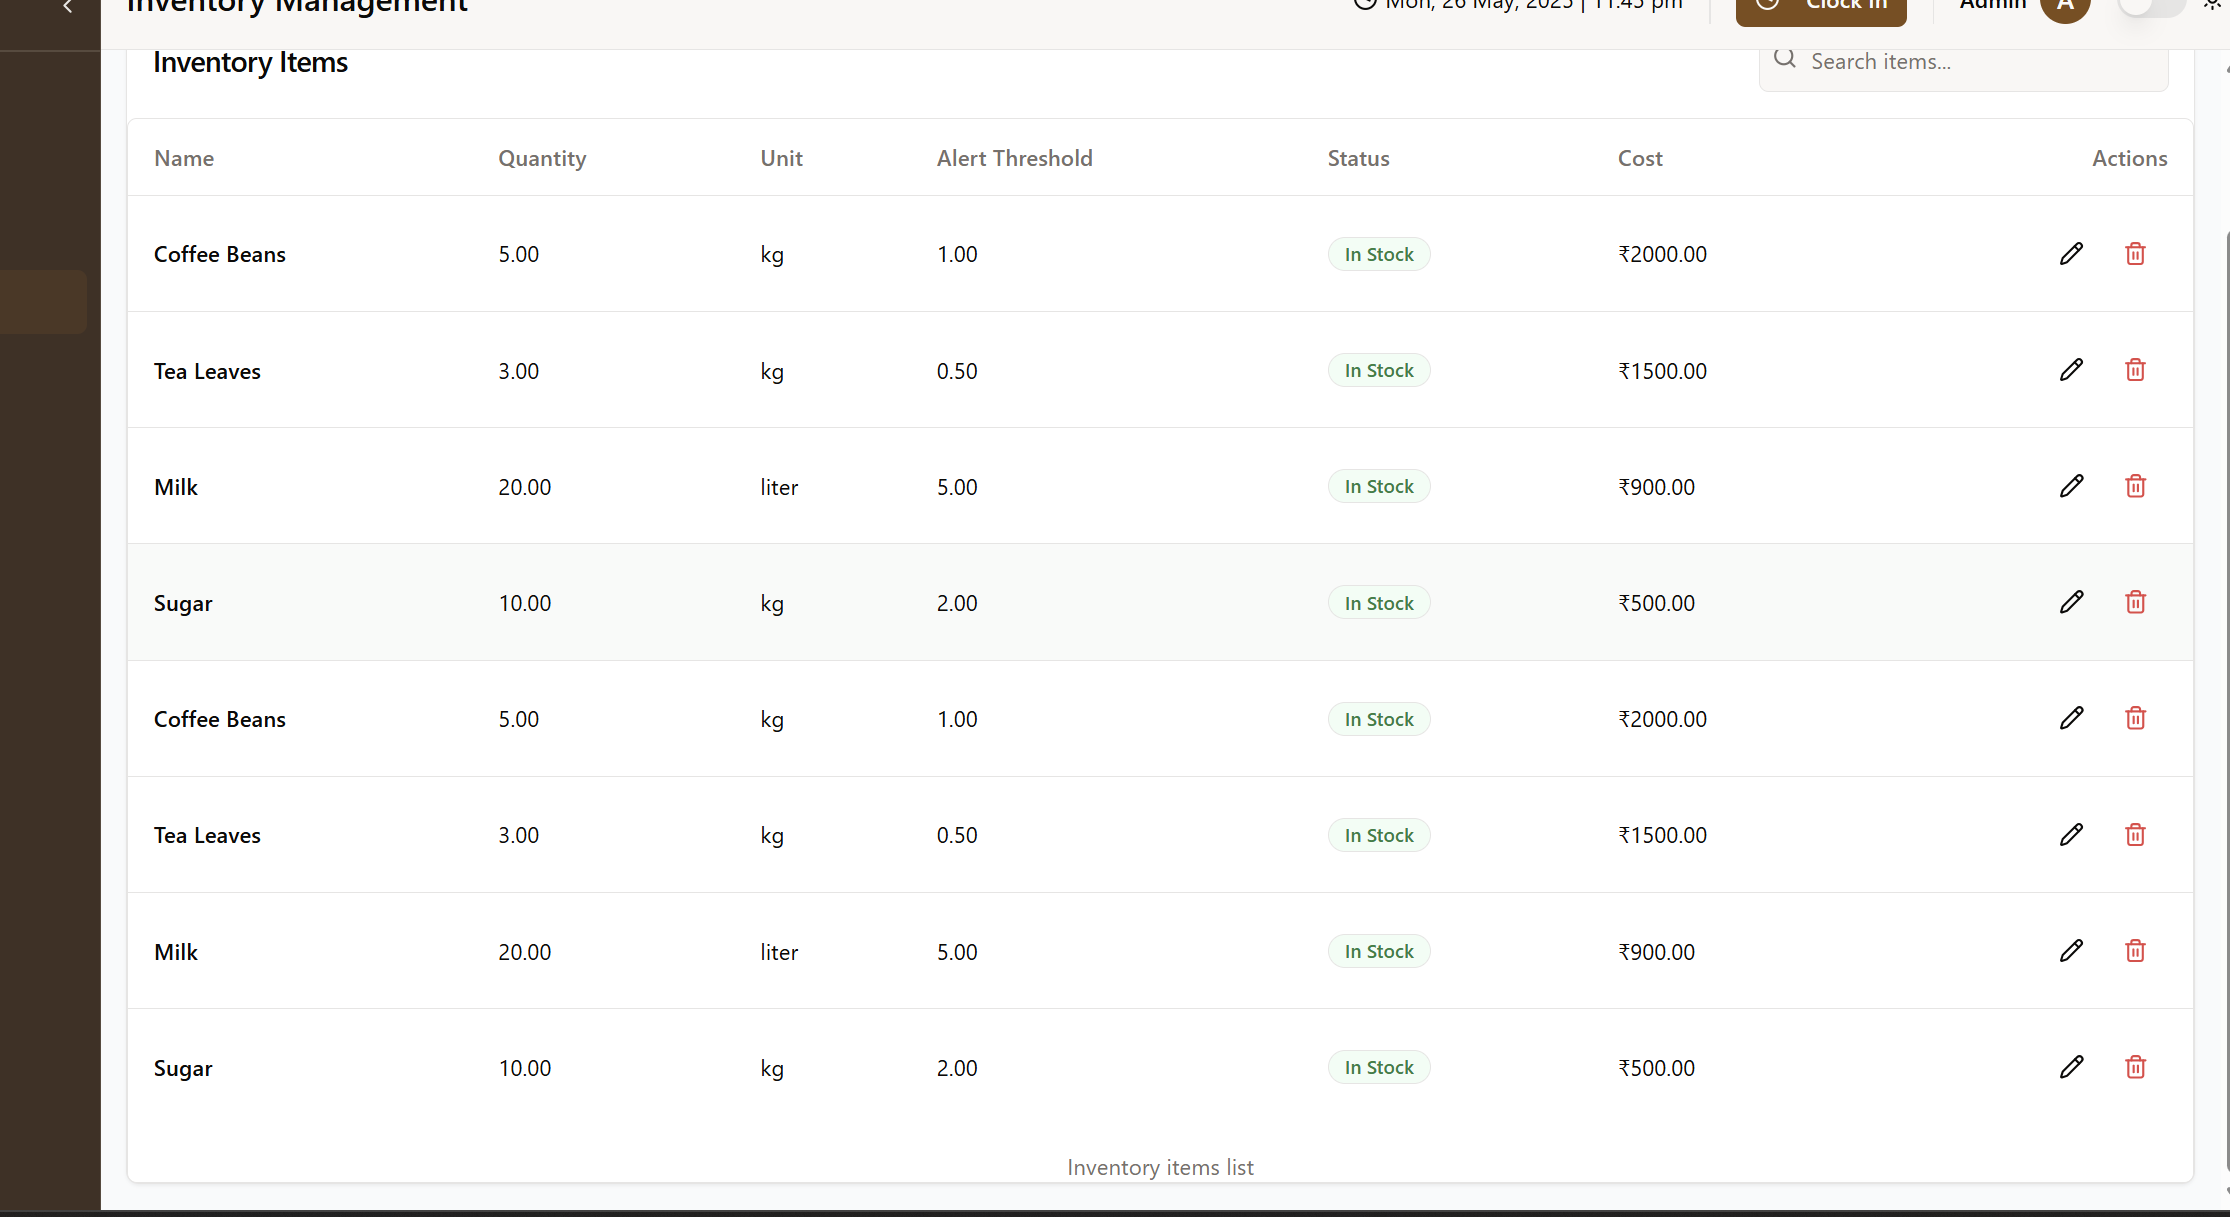 Inventory Management
Mon, 26 May, 2025 | 11:45 pm
Clock In
Admin
A
Inventory Items
Search items...
Name Quantity Unit Alert Threshold Status Cost Actions
Coffee Beans 5.00 kg 1.00 In Stock ₹2000.00
Tea Leaves 3.00 kg 0.50 In Stock ₹1500.00
Milk 20.00 liter 5.00 In Stock ₹900.00
Sugar 10.00 kg 2.00 In Stock ₹500.00
Coffee Beans 5.00 kg 1.00 In Stock ₹2000.00
Tea Leaves 3.00 kg 0.50 In Stock ₹1500.00
Milk 20.00 liter 5.00 In Stock ₹900.00
Sugar 10.00 kg 2.00 In Stock ₹500.00
Inventory items list